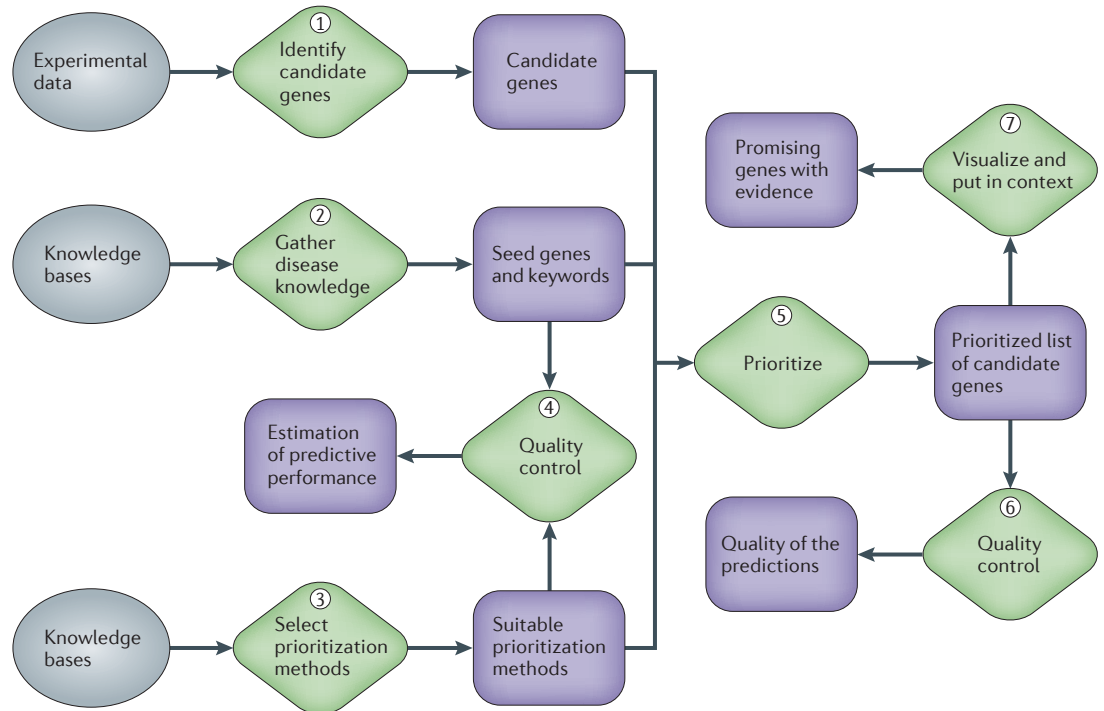 Experimental
data
1
Identify
candidate
genes
Candidate
genes
Knowledge
bases
2
Gather
disease
knowledge
Seed genes
and keywords
Estimation
of predictive
performance
4
Quality
control
Knowledge
bases
3
Select
prioritization
methods
Suitable
prioritization
methods
5
Prioritize
Prioritized list
of candidate
genes
7
Visualize and
put in context
Promising
genes with
evidence
6
Quality
control
Quality of the
predictions